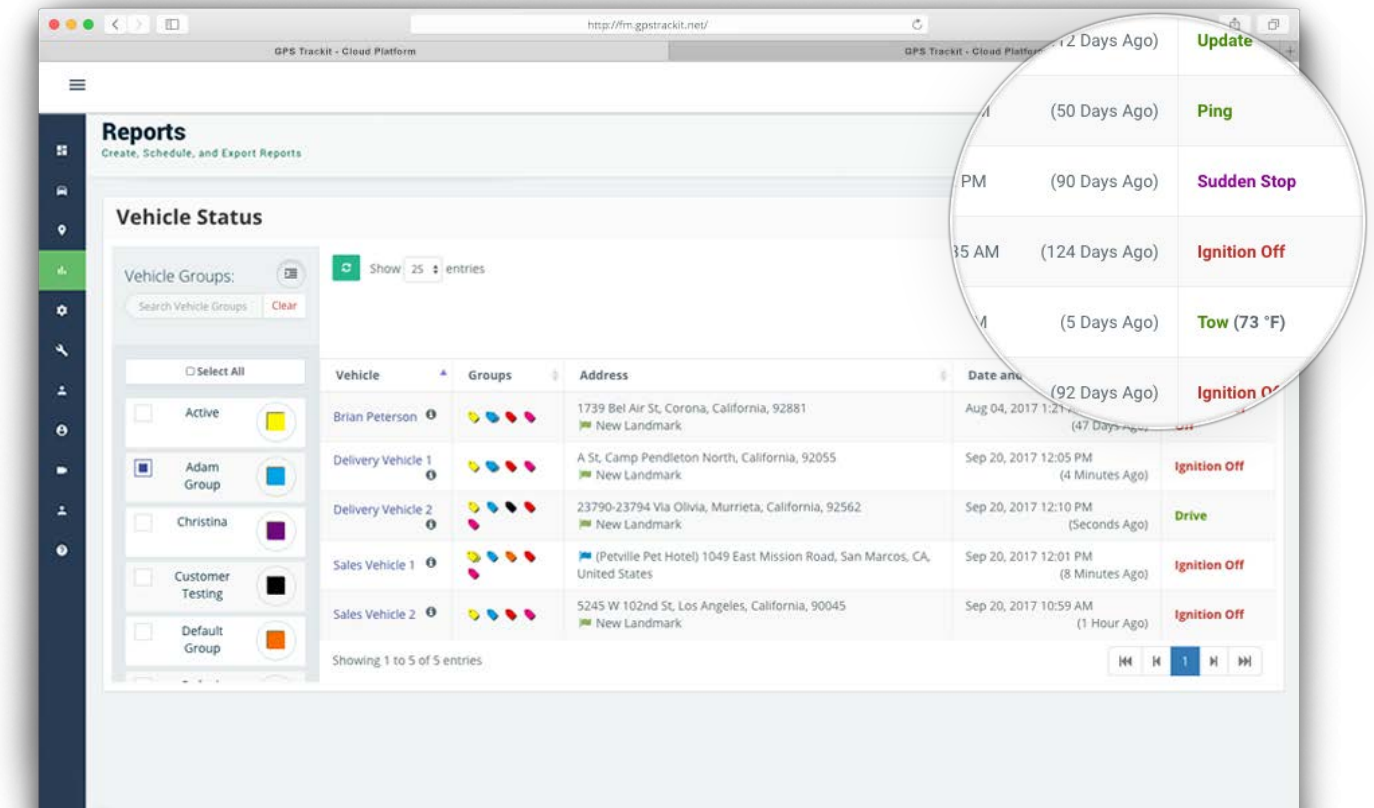 http://fm.gpstrackit.net/
GPS Trackit - Cloud Platform
GPS Trackit - Cloud
Reports
Create, Schedule, and Export Reports
Vehicle Status
Vehicle Groups:
Search Vehicle Groups Clear
Select All
Active
Adam
Group
Christina
Customer
Testing
Default
Group
Show 25 entries
Vehicle Groups Address Date and
Brian Peterson
1739 Bel Air St, Corona, California, 92881
New Landmark
Aug 04, 2017 1:21
(47 Days Ago)
Off
Delivery Vehicle 1
A St, Camp Pendleton North, California, 92055
New Landmark
Sep 20, 2017 12:05 PM
(4 Minutes Ago)
Ignition Off
Delivery Vehicle 2
23790-23794 Via Olivia, Murrieta, California, 92562
New Landmark
Sep 20, 2017 12:10 PM
(Seconds Ago)
Drive
Sales Vehicle 1
(Petville Pet Hotel) 1049 East Mission Road, San Marcos, CA,
United States
Sep 20, 2017 12:01 PM
(8 Minutes Ago)
Ignition Off
Sales Vehicle 2
5245 W 102nd St, Los Angeles, California, 90045
New Landmark
Sep 20, 2017 10:59 AM
(1 Hour Ago)
Ignition Off
Showing 1 to 5 of 5 entries
1
12 Days Ago) Update
(50 Days Ago) Ping
PM (90 Days Ago) Sudden Stop
35 AM (124 Days Ago) Ignition Off
M (5 Days Ago) Tow (73 °F)
(92 Days Ago) Ignition